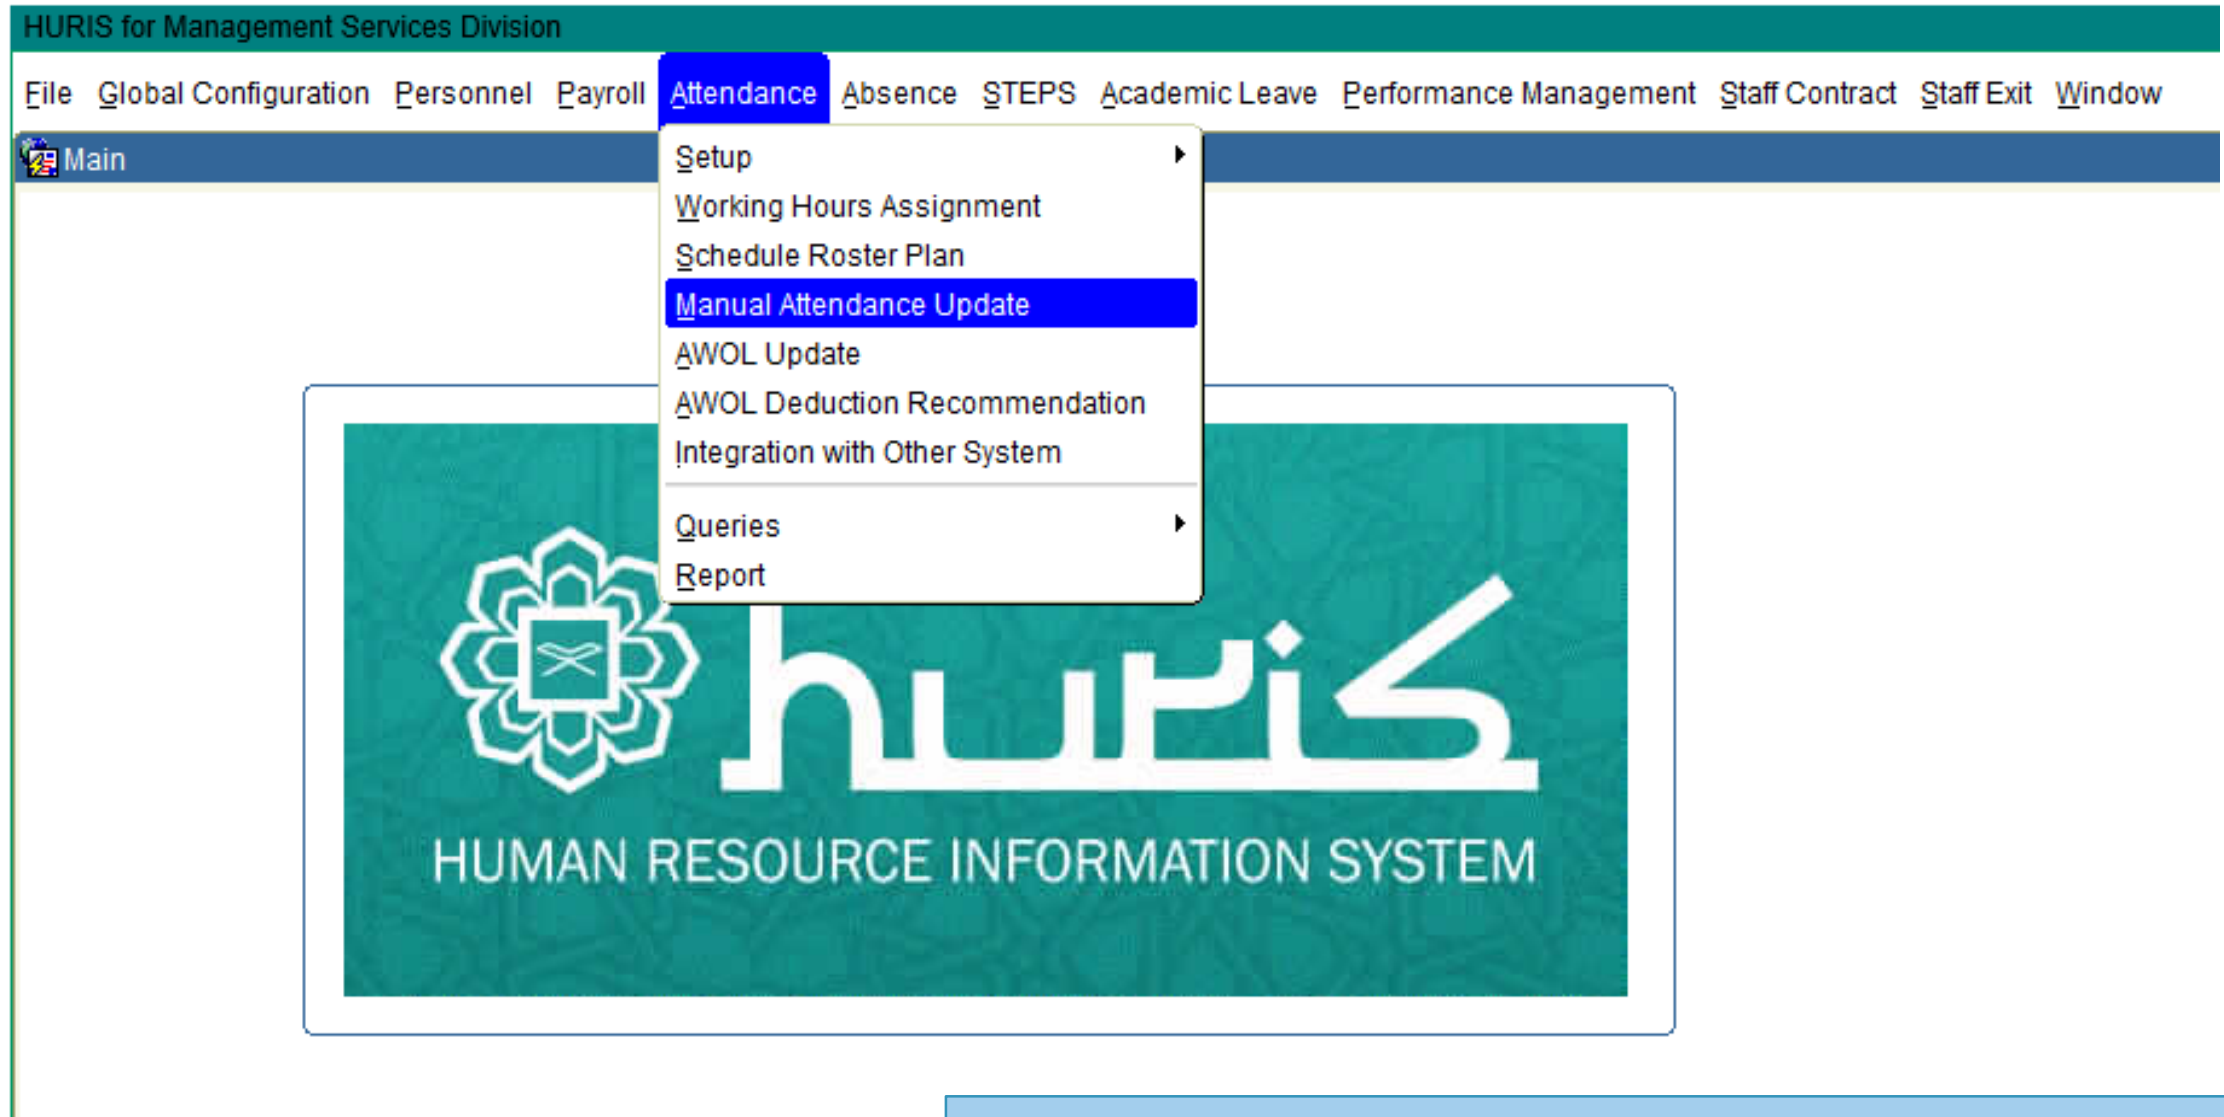 HURIS for Management Services Division
File Global Configuration Personnel Payroll Attendance Absence STEPS Academic Leave Performance Management Staff Contract Staff Exit Window
Main
Setup
Working Hours Assignment
Schedule Roster Plan
Manual Attendance Update
AWOL Update
AWOL Deduction Recommendation
Integration with Other System
Queries
Report
huris
HUMAN RESOURCE INFORMATION SYSTEM